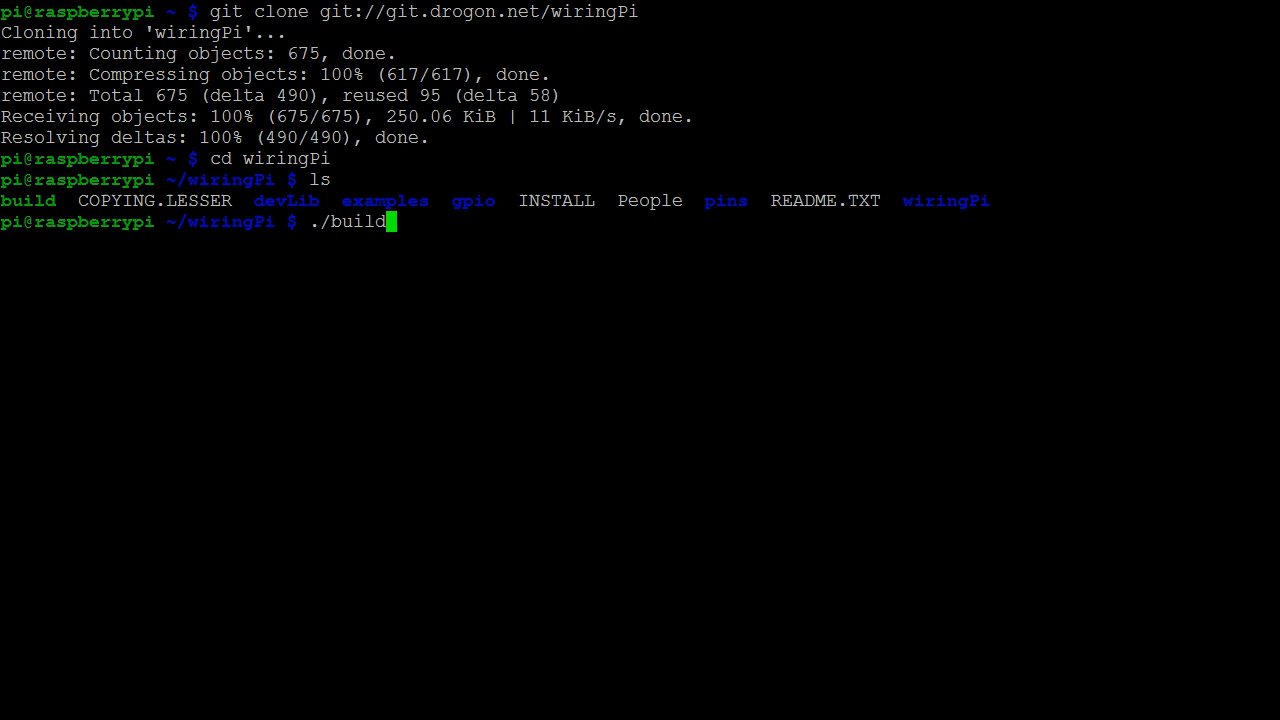 pi@raspberrypi ~ $ git clone git://git.drogon.net/wiringPi
Cloning into 'wiringPi'...
remote: Counting objects: 675, done.
remote: Compressing objects: 100% (617/617), done.
remote: Total 675 (delta 490), reused 95 (delta 58)
Receiving objects: 100% (675/675), 250.06 KiB | 11 KiB/s, done.
Resolving deltas: 100% (490/490), done.
pi@raspberrypi ~ $ cd wiringPi
pi@raspberrypi ~/wiringPi $ ls
build  COPYING.LESSER  devLib  examples  gpio  INSTALL  People  pins  README.TXT  wiringPi
pi@raspberrypi ~/wiringPi $ ./build